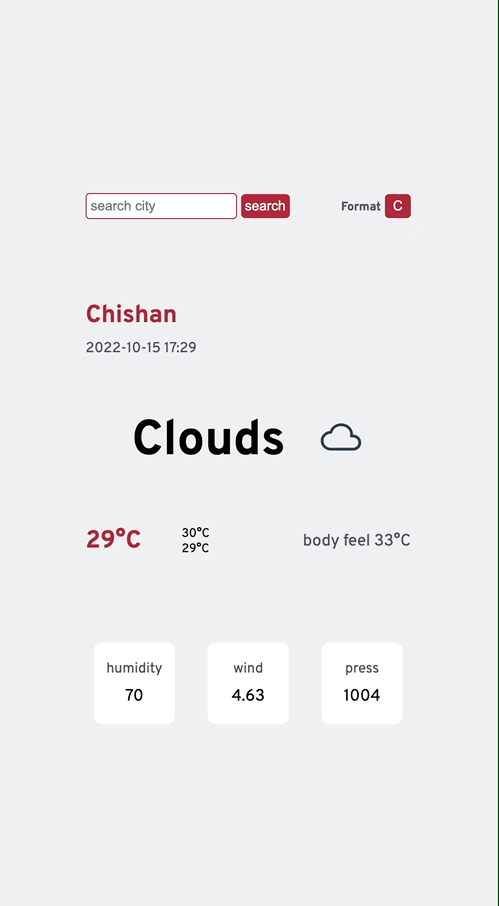 search city search Format C
Chishan
2022-10-15 17:29
Clouds
29°C 30°C body feel 33°C
29°C
humidity wind press
70 4.63 1004